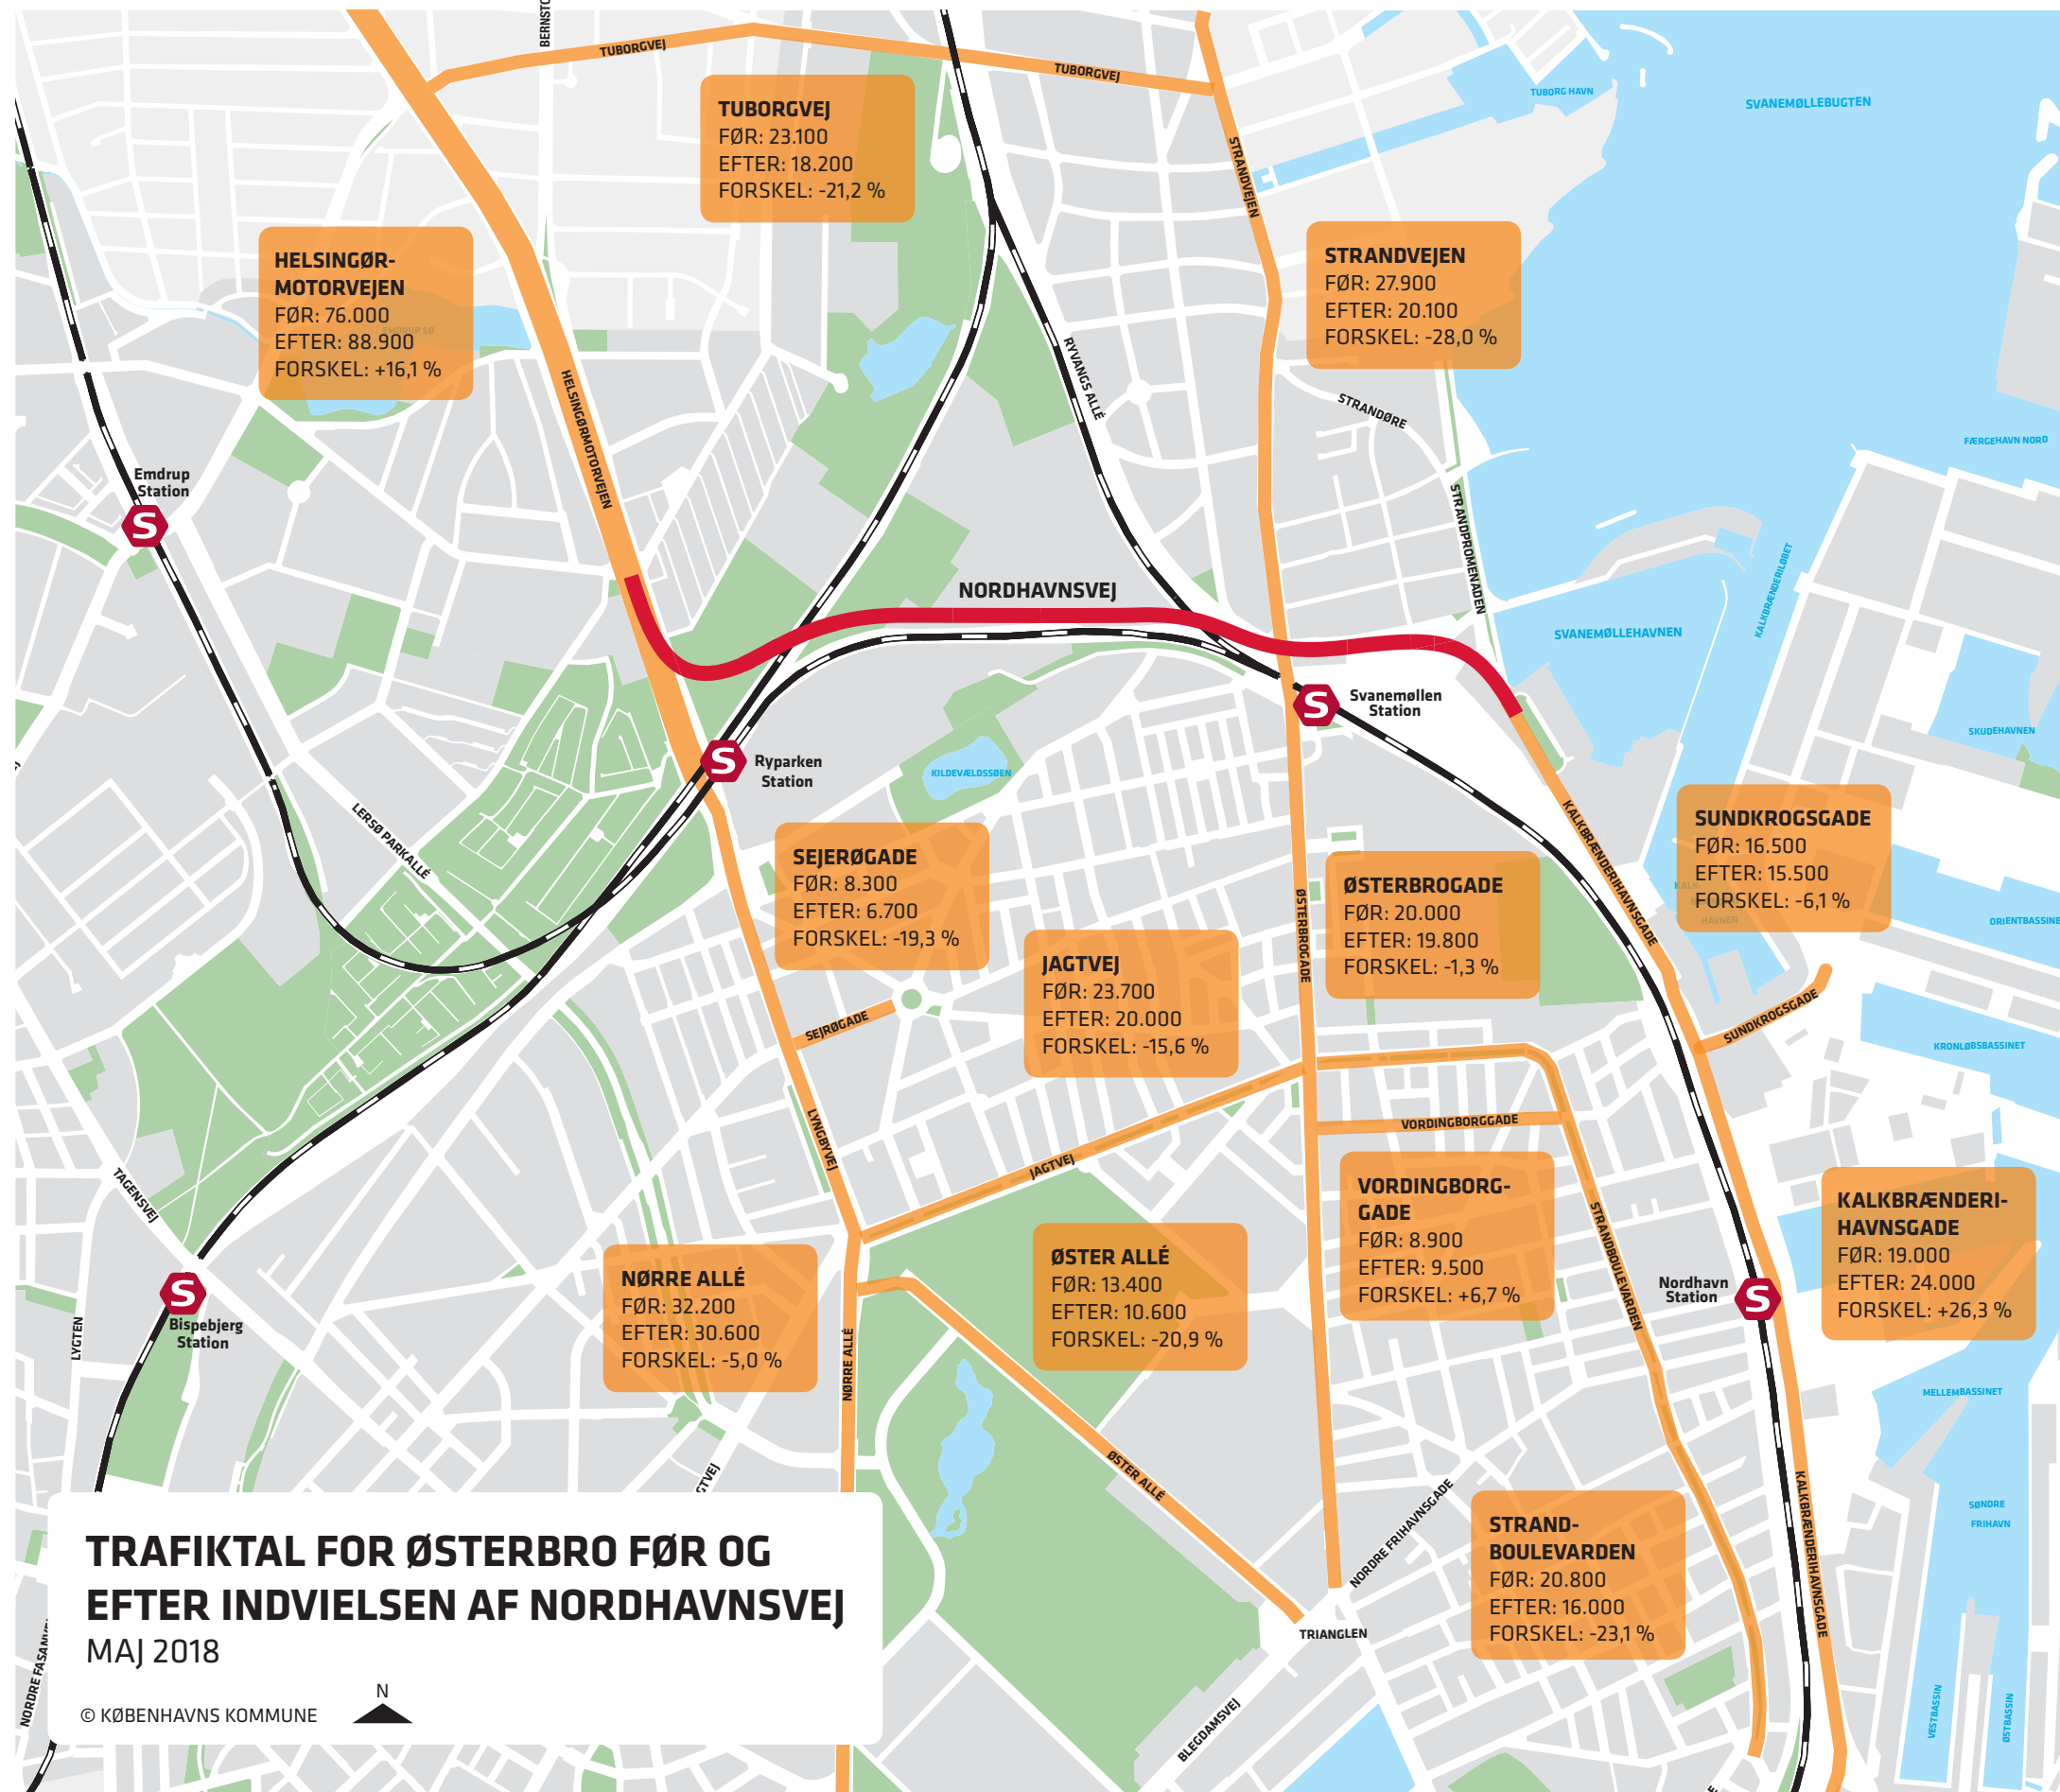 TUBORGVEJ
TUBORGVEJ
TUBORG HAVN
SVANEMØLLEBUGTEN
TUBORGVEJ
FØR: 23.100
EFTER: 18.200
FORSKEL: -21,2 %
STRANDVEJEN
HELSINGØR-
MOTORVEJEN
FØR: 76.000
EFTER: 88.900
FORSKEL: +16,1 %
EMDRUP SØ
STRANDVEJEN
FØR: 27.900
EFTER: 20.100
FORSKEL: -28,0 %
HELSINGØRMOTORVEJEN
RYVANGS ALLÉ
STRANDØRE
FÆRGEHAVN NORD
Emdrup
Station
S
STRANDPROMENADEN
KALKBRÆNDERILØBET
NORDHAVNSVEJ
SVANEMØLLEHAVNEN
S
Svanemøllen
Station
SKUDEHAVNEN
S
Ryparken
Station
KILDEVÆLDSSØEN
LERSØ PARKALLÉ
KALKBRÆNDERIHAVNSGADE
SUNDKROGSGADE
FØR: 16.500
EFTER: 15.500
FORSKEL: -6,1 %
KALK-
HAVNEN
SEJERØGADE
FØR: 8.300
EFTER: 6.700
FORSKEL: -19,3 %
ØSTERBROGADE
ØSTERBROGADE
FØR: 20.000
EFTER: 19.800
FORSKEL: -1,3 %
ORIENTBASSINE
JAGTVEJ
FØR: 23.700
EFTER: 20.000
FORSKEL: -15,6 %
SEJRØGADE
SUNDKROGSGADE
KRONLØBSBASSINET
LYNGBYVEJ
VORDINGBORGGADE
JAGTVEJ
TAGENSVEJ
VORDINGBORG-
GADE
FØR: 8.900
EFTER: 9.500
FORSKEL: +6,7 %
STRANDBOULEVARDEN
KALKBRÆNDERI-
HAVNSGADE
FØR: 19.000
EFTER: 24.000
FORSKEL: +26,3 %
NØRRE ALLÉ
FØR: 32.200
EFTER: 30.600
FORSKEL: -5,0 %
ØSTER ALLÉ
FØR: 13.400
EFTER: 10.600
FORSKEL: -20,9 %
Nordhavn
Station
S
S
Bispebjerg
Station
LYGTEN
NØRRE ALLÉ
MELLEMBASSINET
ØSTER ALLÉ
GTVEJ
NORDRE FRIHAVNSGADE
KALKBRÆNDERIHAVNSGADE
SØNDRE
FRIHAVN
STRAND-
BOULEVARDEN
FØR: 20.800
EFTER: 16.000
FORSKEL: -23,1 %
TRIANGLEN
BLEGDAMSVEJ
VESTBASSIN
ØSTBASSIN
TRAFIKTAL FOR ØSTERBRO FØR OG
EFTER INDVIELSEN AF NORDHAVNSVEJ
MAJ 2018
© KØBENHAVNS KOMMUNE
N